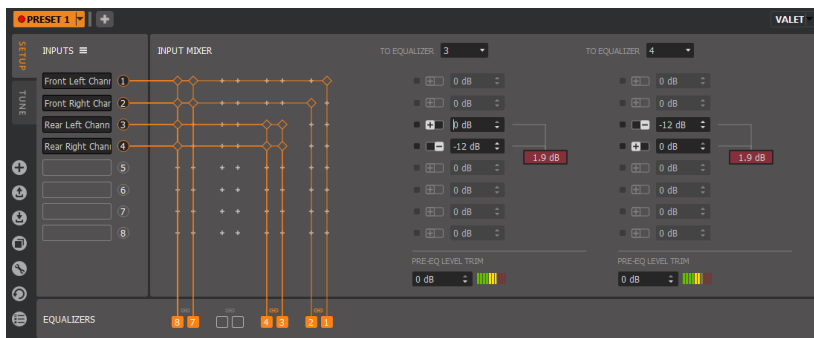 PRESET 1
VALET
SETUP
TUNE
INPUTS
INPUT MIXER
TO EQUALIZER 3
TO EQUALIZER 4
Front Left Chann 1
0 dB
0 dB
Front Right Chan 2
0 dB
0 dB
Rear Left Chann 3
0 dB
-12 dB
Rear Right Chann 4
-12 dB
0 dB
1.9 dB
1.9 dB
5
0 dB
0 dB
6
0 dB
0 dB
7
0 dB
0 dB
8
0 dB
0 dB
PRE-EQ LEVEL TRIM
PRE-EQ LEVEL TRIM
0 dB
0 dB
EQUALIZERS
8 7 4 3 2 1